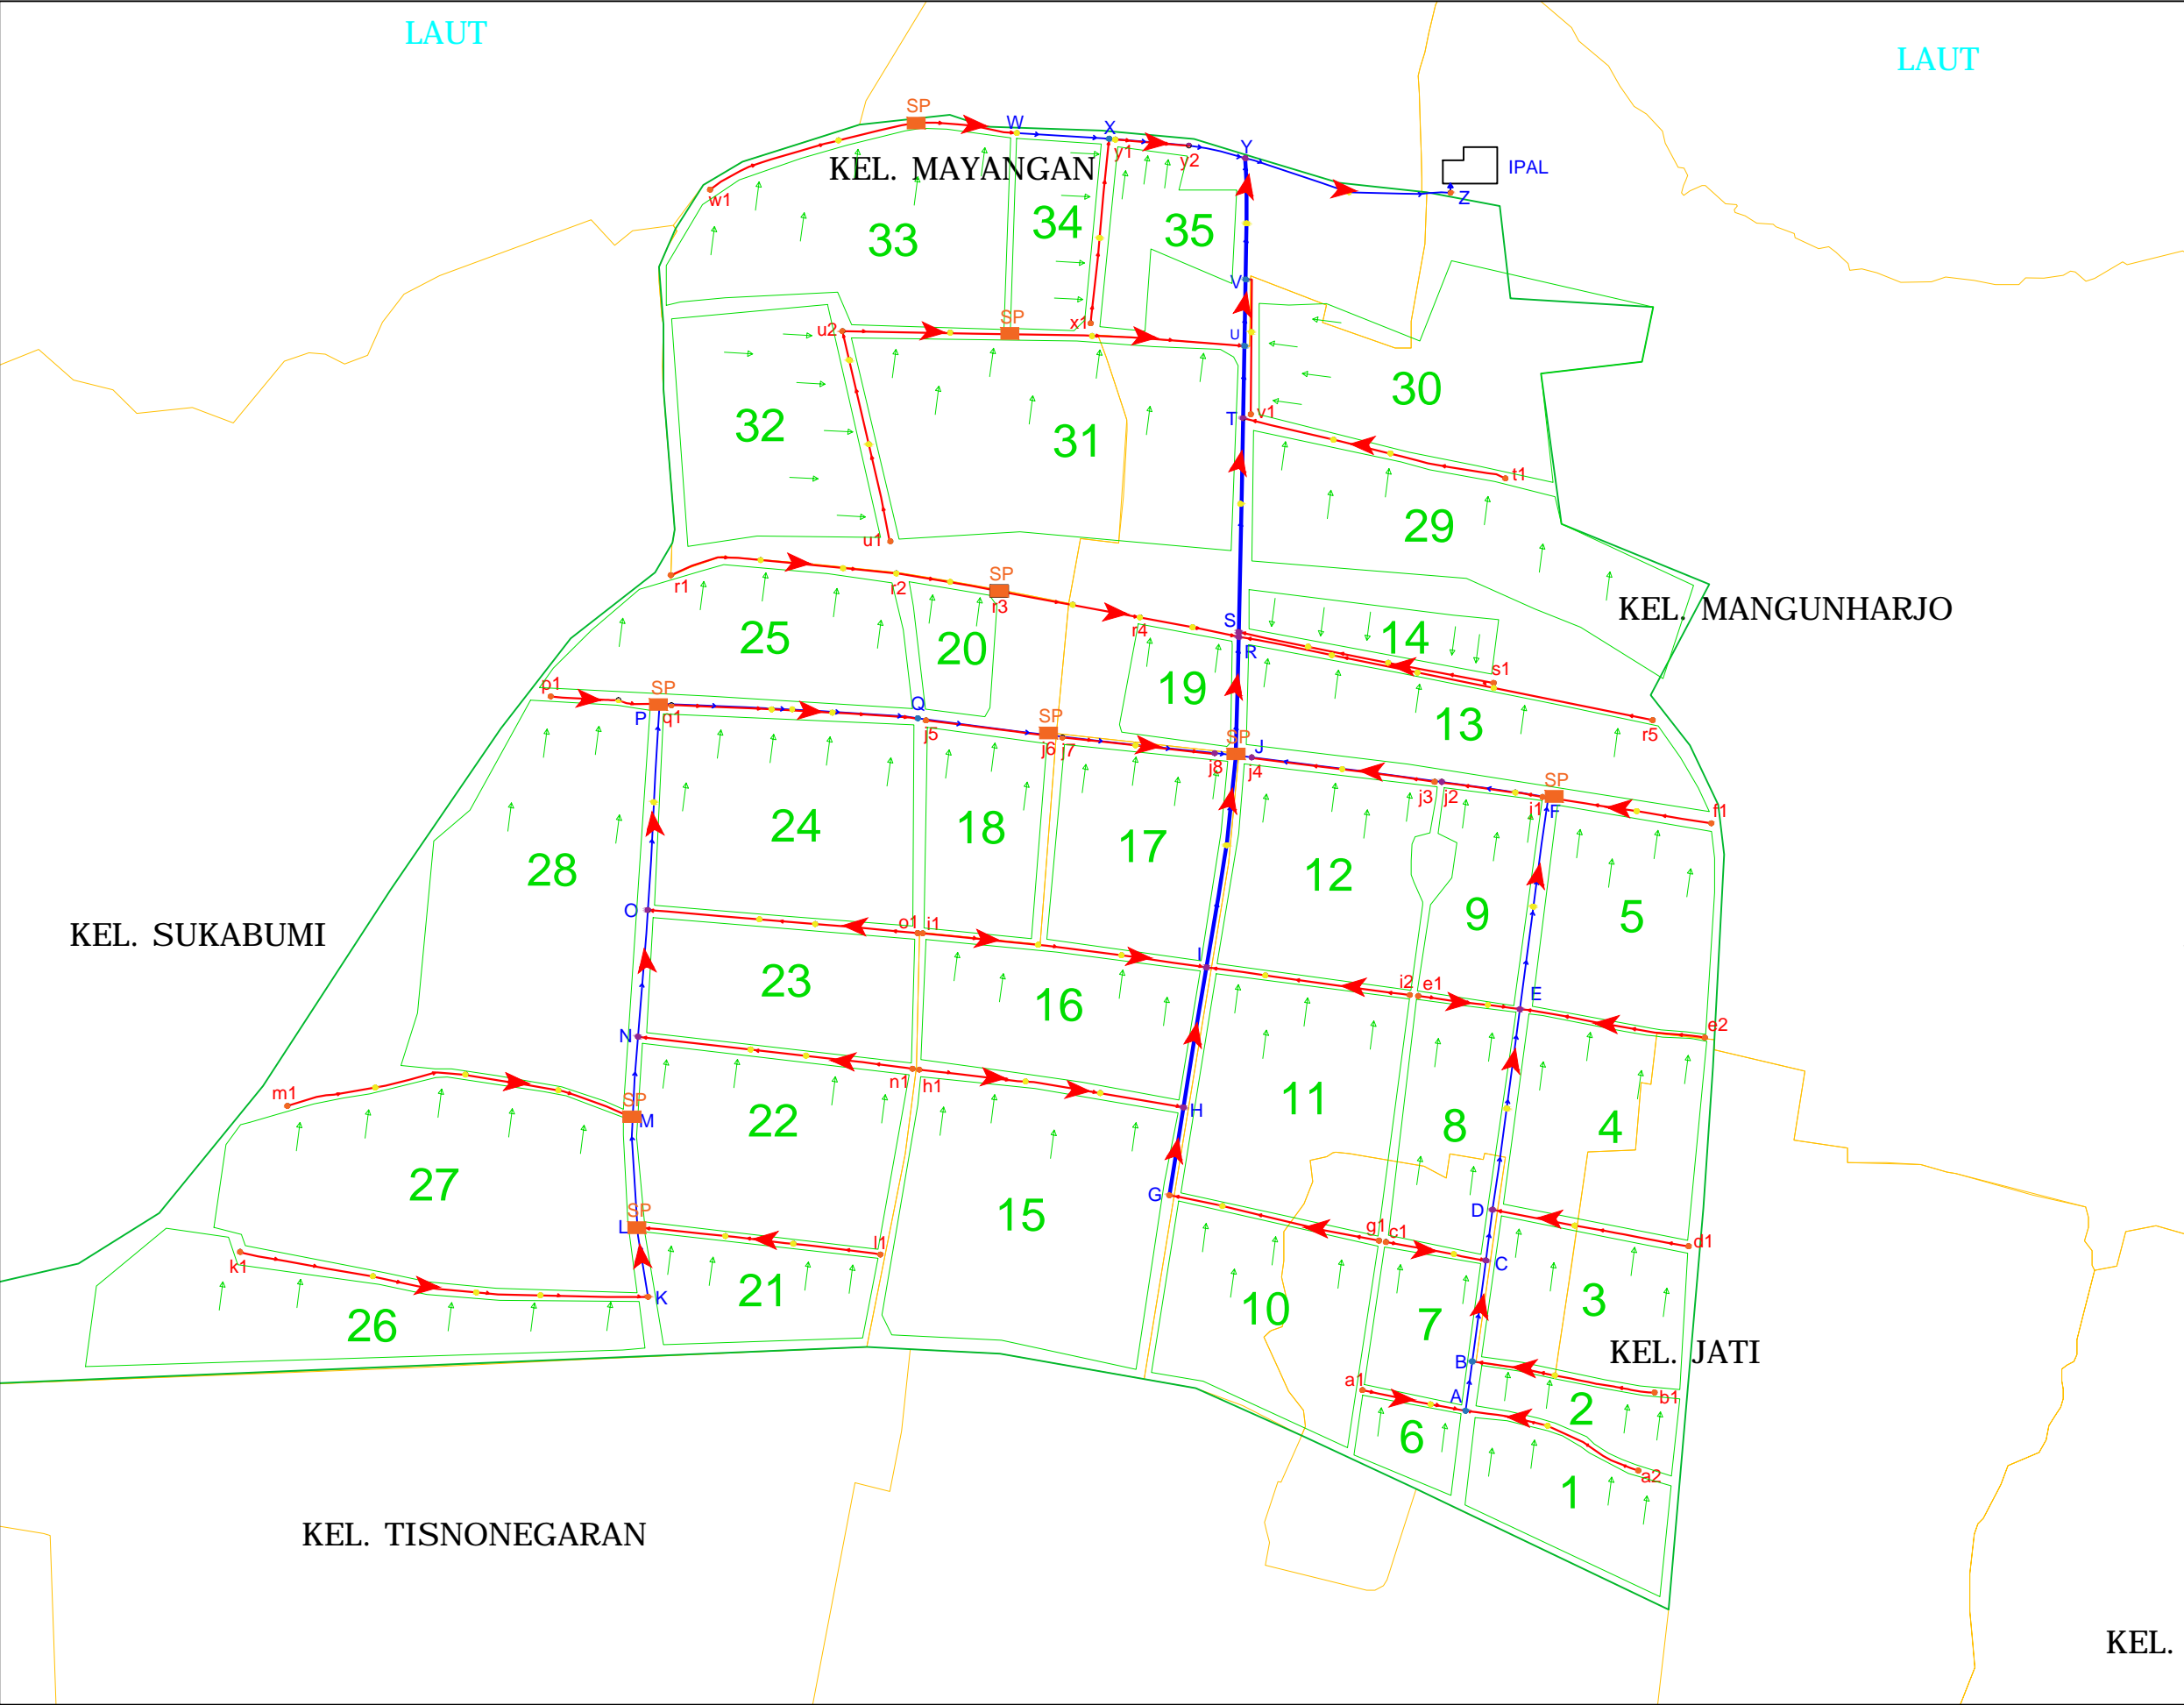 LAUT
LAUT
SP
W
X
y1
y2
Y
KEL. MAYANGAN
IPAL
Z
w1
33
34
35
V
u2
SP
x1
U
30
32
31
T
v1
t1
29
u1
r1
r2
SP
r3
r4
S
R
14
s1
KEL. MANGUNHARJO
25
20
19
13
r5
p1
SP
P
q1
Q
j5
SP
j6
j7
SP
j8
J
j4
j3
j2
SP
j1
F
f1
28
24
18
17
12
9
5
O
o1
i1
I
i2
e1
E
e2
KEL. SUKABUMI
23
16
N
n1
h1
H
m1
SP
M
22
11
8
4
27
15
G
SP
L
l1
g1
c1
C
D
d1
k1
K
21
26
10
7
3
KEL. JATI
B
b1
a1
A
2
6
a2
1
KEL. TISNONEGARAN
KEL.